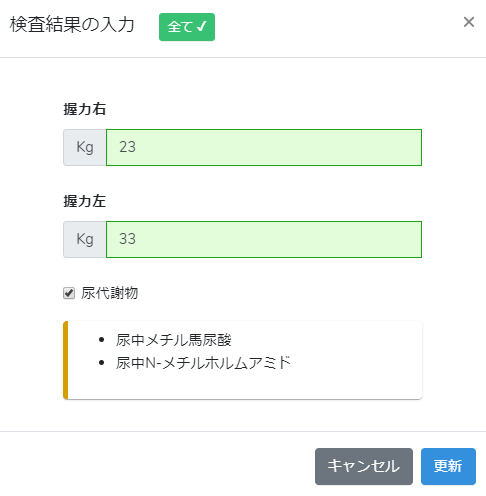 検査結果の入力
全て ✓
×
握力右
Kg 23
握力左
Kg 33
尿代謝物
• 尿中メチル馬尿酸
• 尿中N-メチルホルムアミド
キャンセル
更新